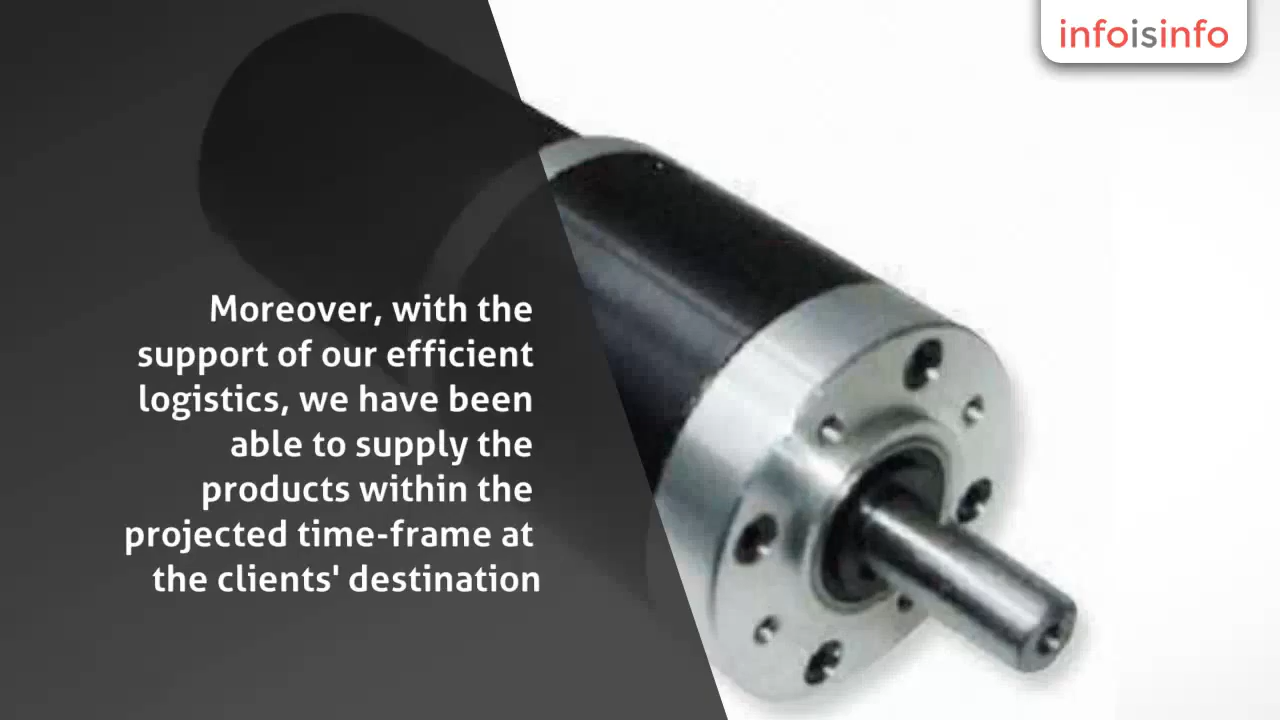 infoisinfo
Moreover, with the
support of our efficient
logistics, we have been
able to supply the
products within the
projected time-frame at
the clients' destination